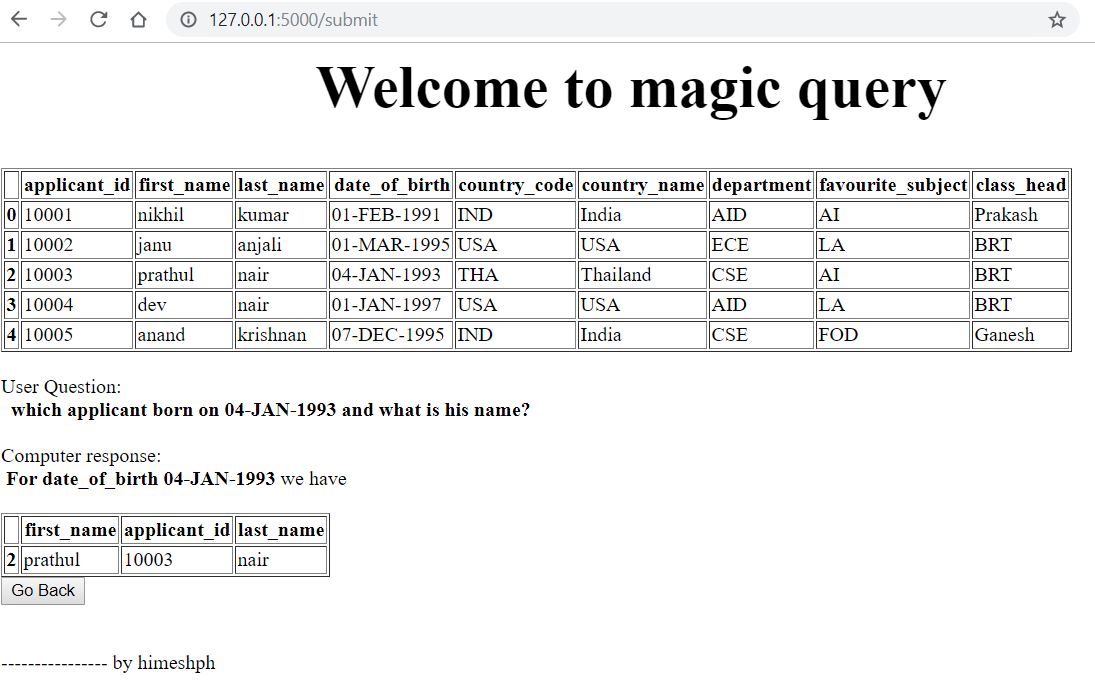 127.0.0.1:5000/submit
Welcome to magic query
applicant_id first_name last_name date_of_birth country_code country_name department favourite_subject class_head
0 10001 nikhil kumar 01-FEB-1991 IND India AID AI Prakash
1 10002 janu anjali 01-MAR-1995 USA USA ECE LA BRT
2 10003 prathul nair 04-JAN-1993 THA Thailand CSE AI BRT
3 10004 dev nair 01-JAN-1997 USA USA AID LA BRT
4 10005 anand krishnan 07-DEC-1995 IND India CSE FOD Ganesh
User Question:
which applicant born on 04-JAN-1993 and what is his name?
Computer response:
For date_of_birth 04-JAN-1993 we have
first_name applicant_id last_name
2 prathul 10003 nair
Go Back
---------------- by himeshph